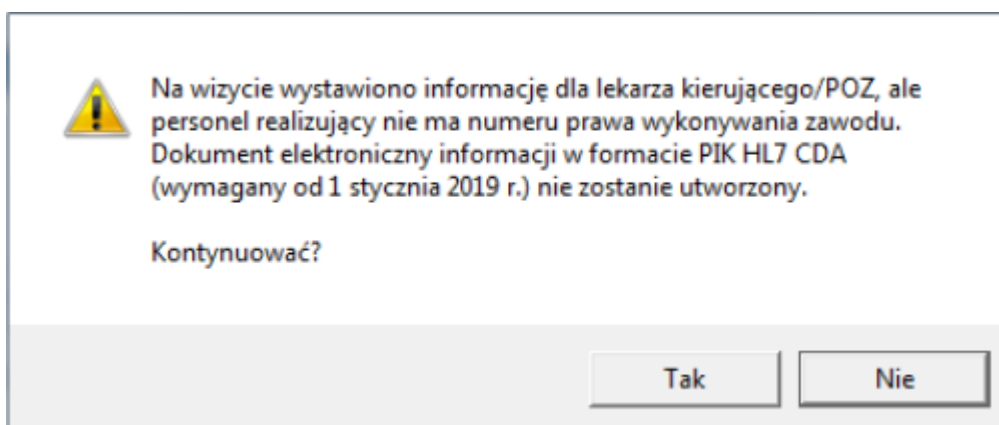 Na wizycie wystawiono informację dla lekarza kierującego/POZ, ale
personel realizujący nie ma numeru prawa wykonywania zawodu.
Dokument elektroniczny informacji w formacie PIK HL7 CDA
(wymagany od 1 stycznia 2019 r.) nie zostanie utworzony.
Kontynuować?
Tak
Nie